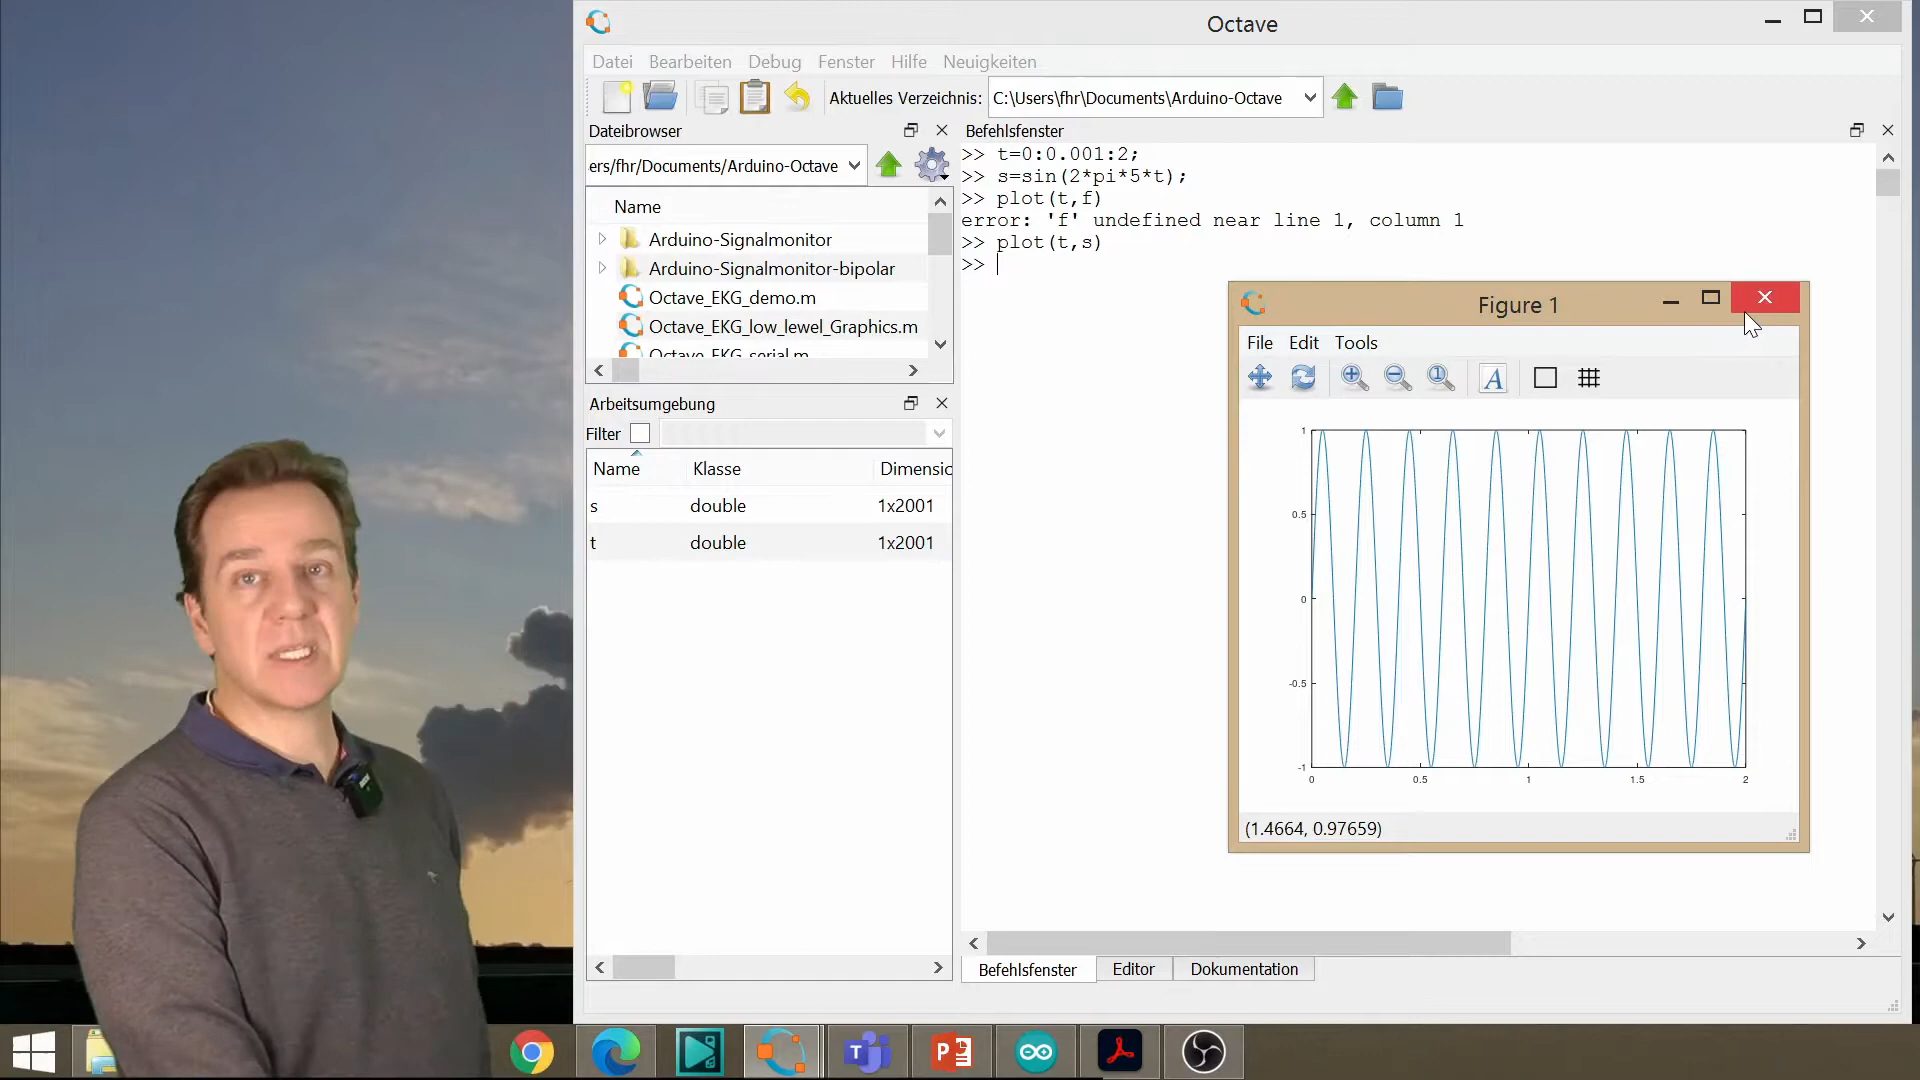 Octave
Datei Bearbeiten Debug Fenster Hilfe Neuigkeiten
Aktuelles Verzeichnis: C:\Users\fhr\Documents\Arduino-Octave
Dateibrowser
ers/fhr/Documents/Arduino-Octave
Name
Arduino-Signalmonitor
Arduino-Signalmonitor-bipolar
Octave_EKG_demo.m
Octave_EKG_low_lewel_Graphics.m
Octave_EKG_serial.m
Arbeitsumgebung
Filter
Name Klasse Dimensio
s double 1x2001
t double 1x2001
Befehlsfenster
>> t=0:0.001:2;
>> s=sin(2*pi*5*t);
>> plot(t,f)
error: 'f' undefined near line 1, column 1
>> plot(t,s)
>>
Figure 1
File Edit Tools
1
A
1
0.5
0
-0.5
-1
0 0.5 1 1.5 2
(1.4664, 0.97659)
Befehlsfenster Editor Dokumentation
T
P